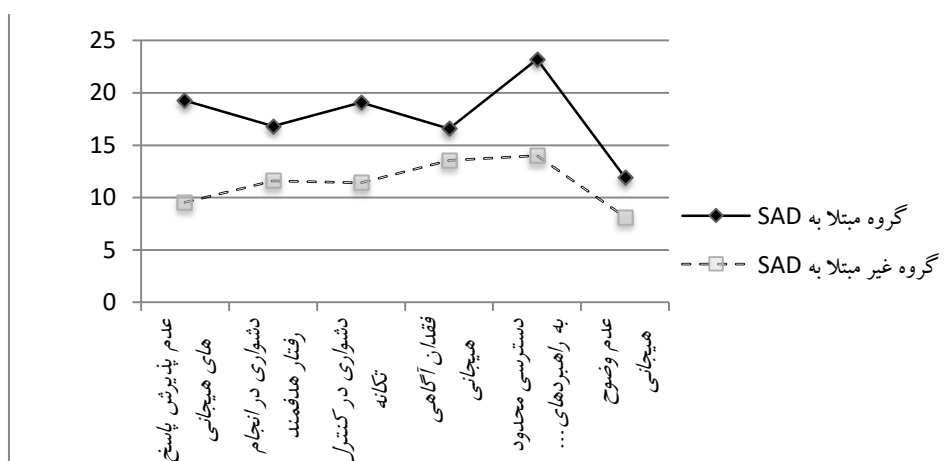 25
20
15
10
5
0
گروه مبتلا به SAD
گروه غیر مبتلا به SAD
عدم پذیرش پاسخ
های هیجانی
دشواری در انجام
رفتار هدفمند
دشواری در کنترل
تکانه
فقدان آگاهی
هیجانی
دسترسی محدود
به راهبردهای...
عدم وضوح
هیجانی